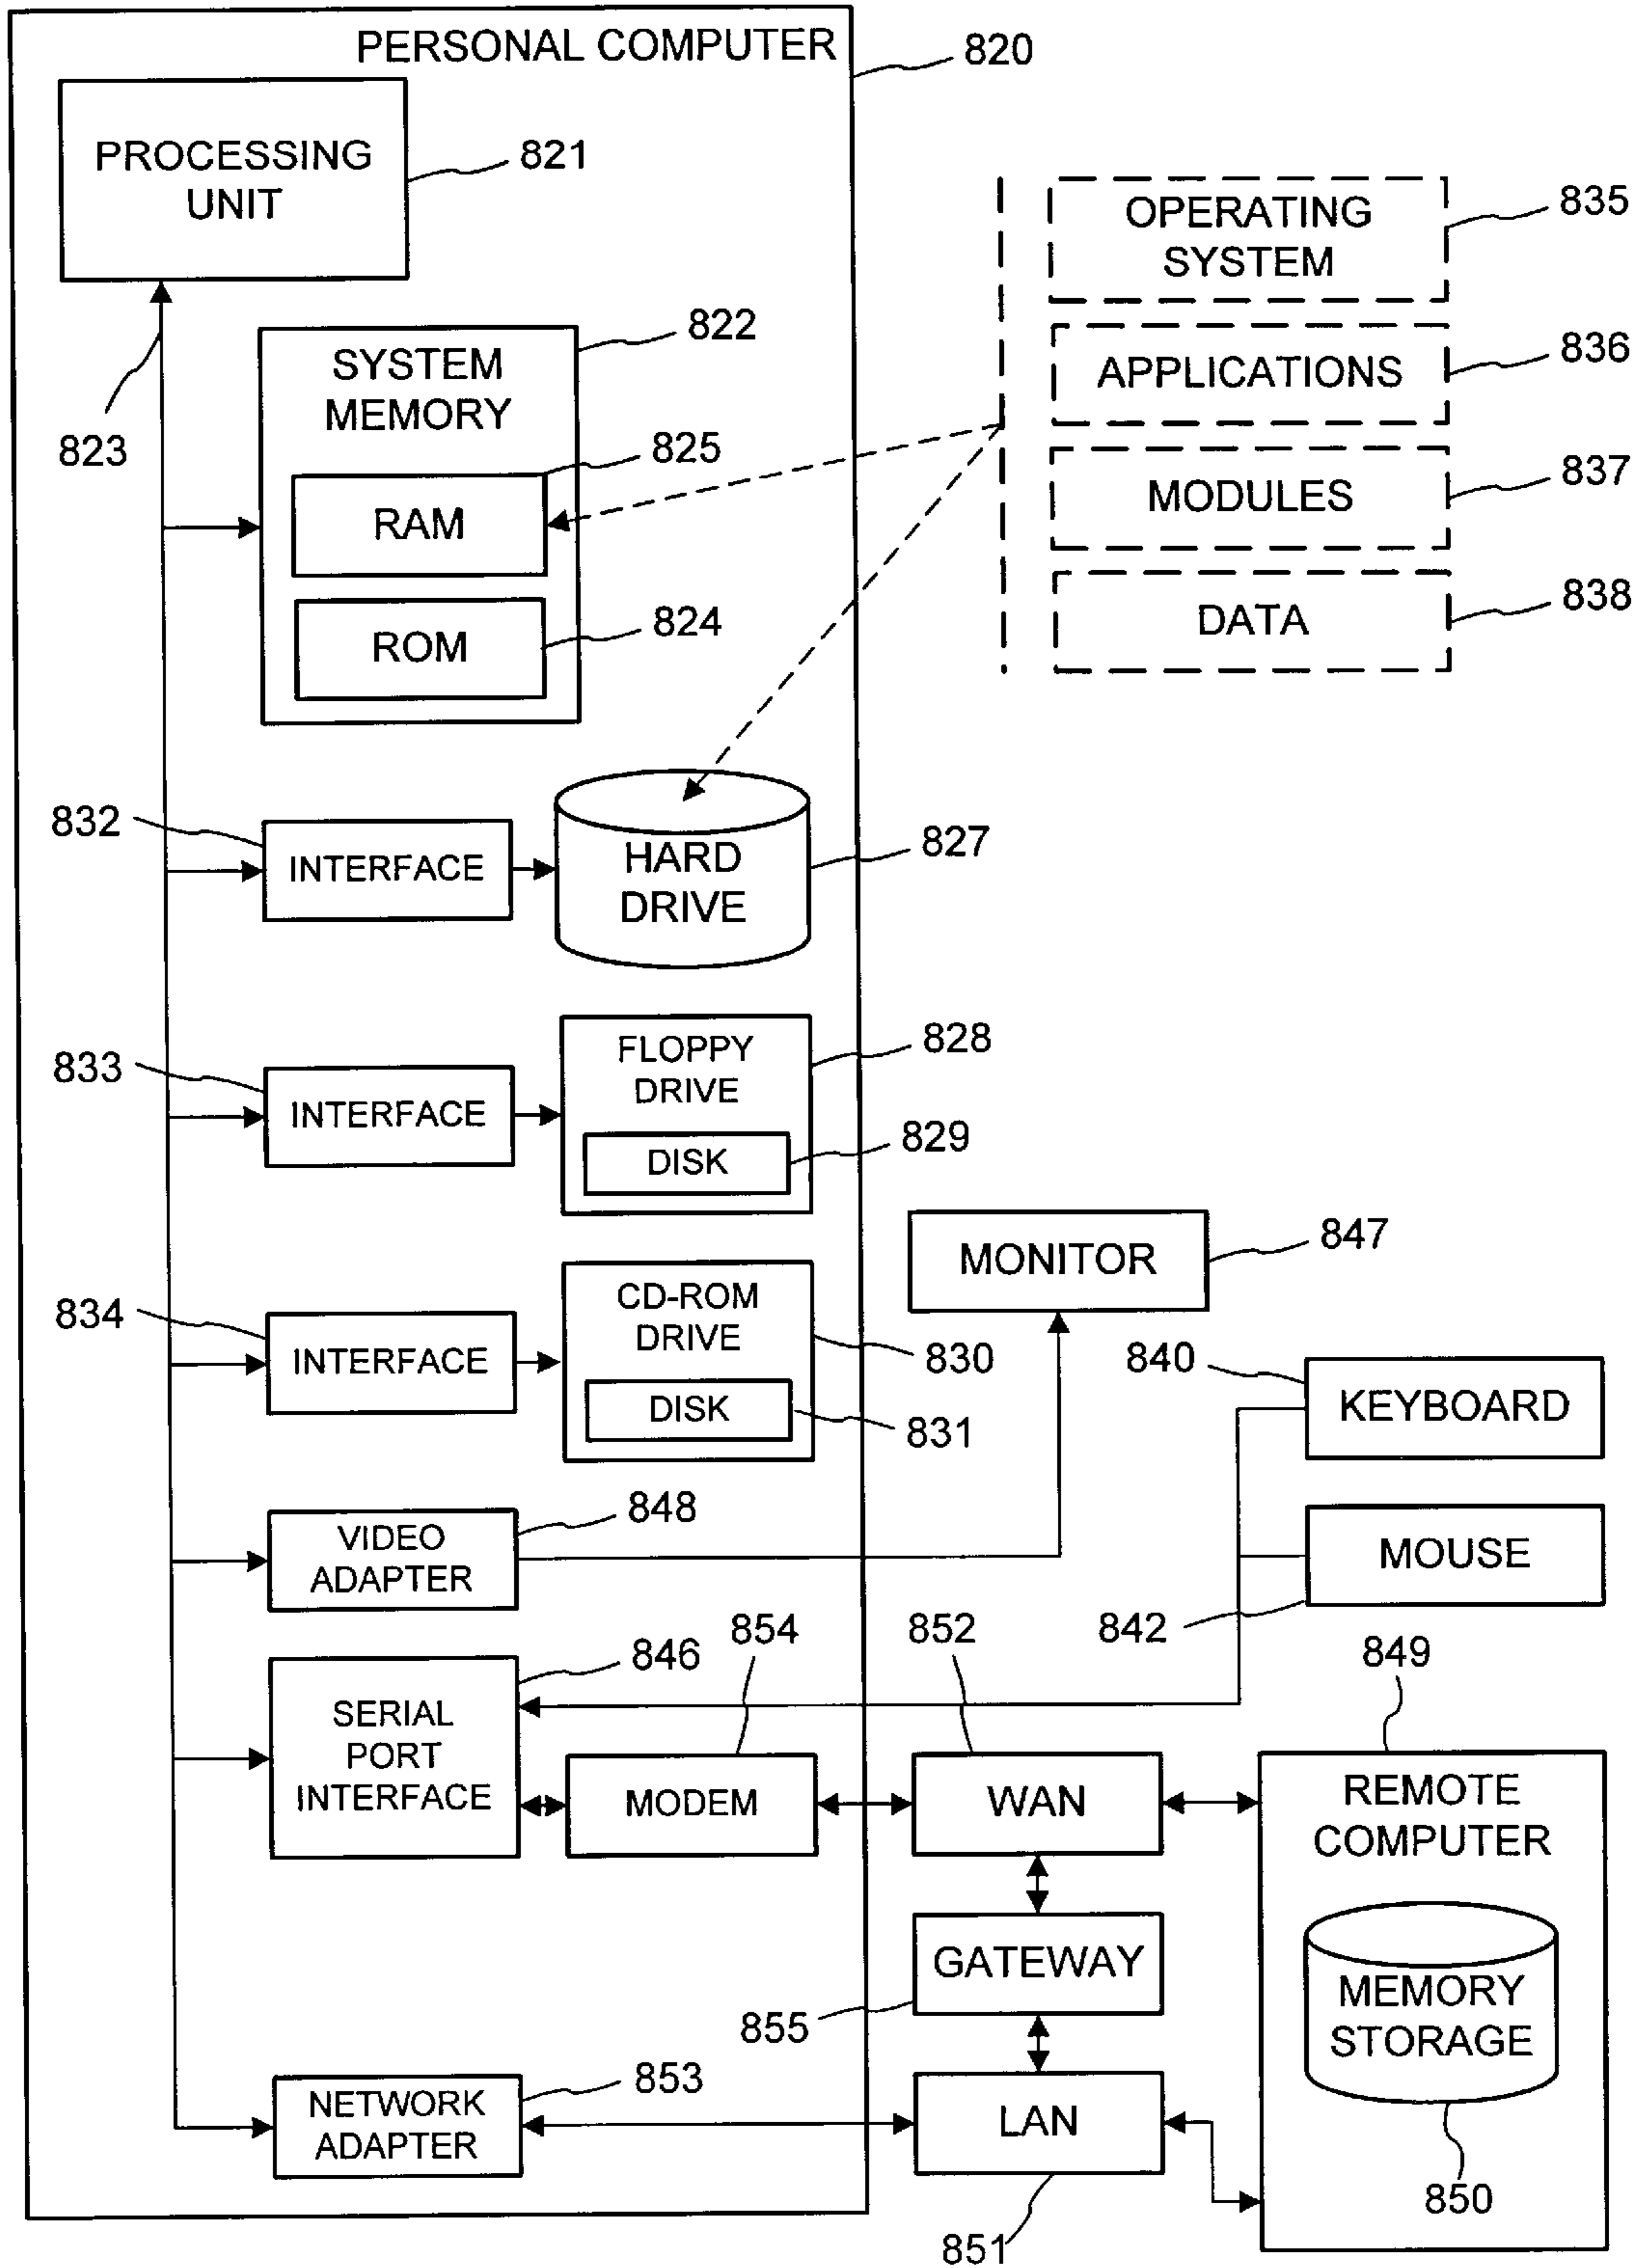 PERSONAL COMPUTER
820
PROCESSING
UNIT
821
823
SYSTEM
MEMORY
822
RAM
825
ROM
824
OPERATING
SYSTEM
835
APPLICATIONS
836
MODULES
837
DATA
838
832
INTERFACE
HARD
DRIVE
827
833
INTERFACE
FLOPPY
DRIVE
828
DISK
829
834
INTERFACE
CD-ROM
DRIVE
830
DISK
831
MONITOR
847
840
KEYBOARD
MOUSE
842
VIDEO
ADAPTER
848
846
SERIAL
PORT
INTERFACE
854
MODEM
852
WAN
849
REMOTE
COMPUTER
GATEWAY
855
MEMORY
STORAGE
850
NETWORK
ADAPTER
853
LAN
851